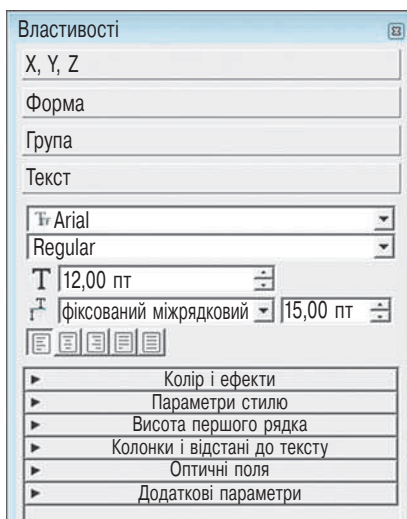 Властивості
X, Y, Z
Форма
Група
Текст
Arial
Regular
12,00 пт
фіксований міжрядковий 15,00 пт
Колір і ефекти
Параметри стилю
Висота першого рядка
Колонки і відстані до тексту
Оптичні поля
Додаткові параметри